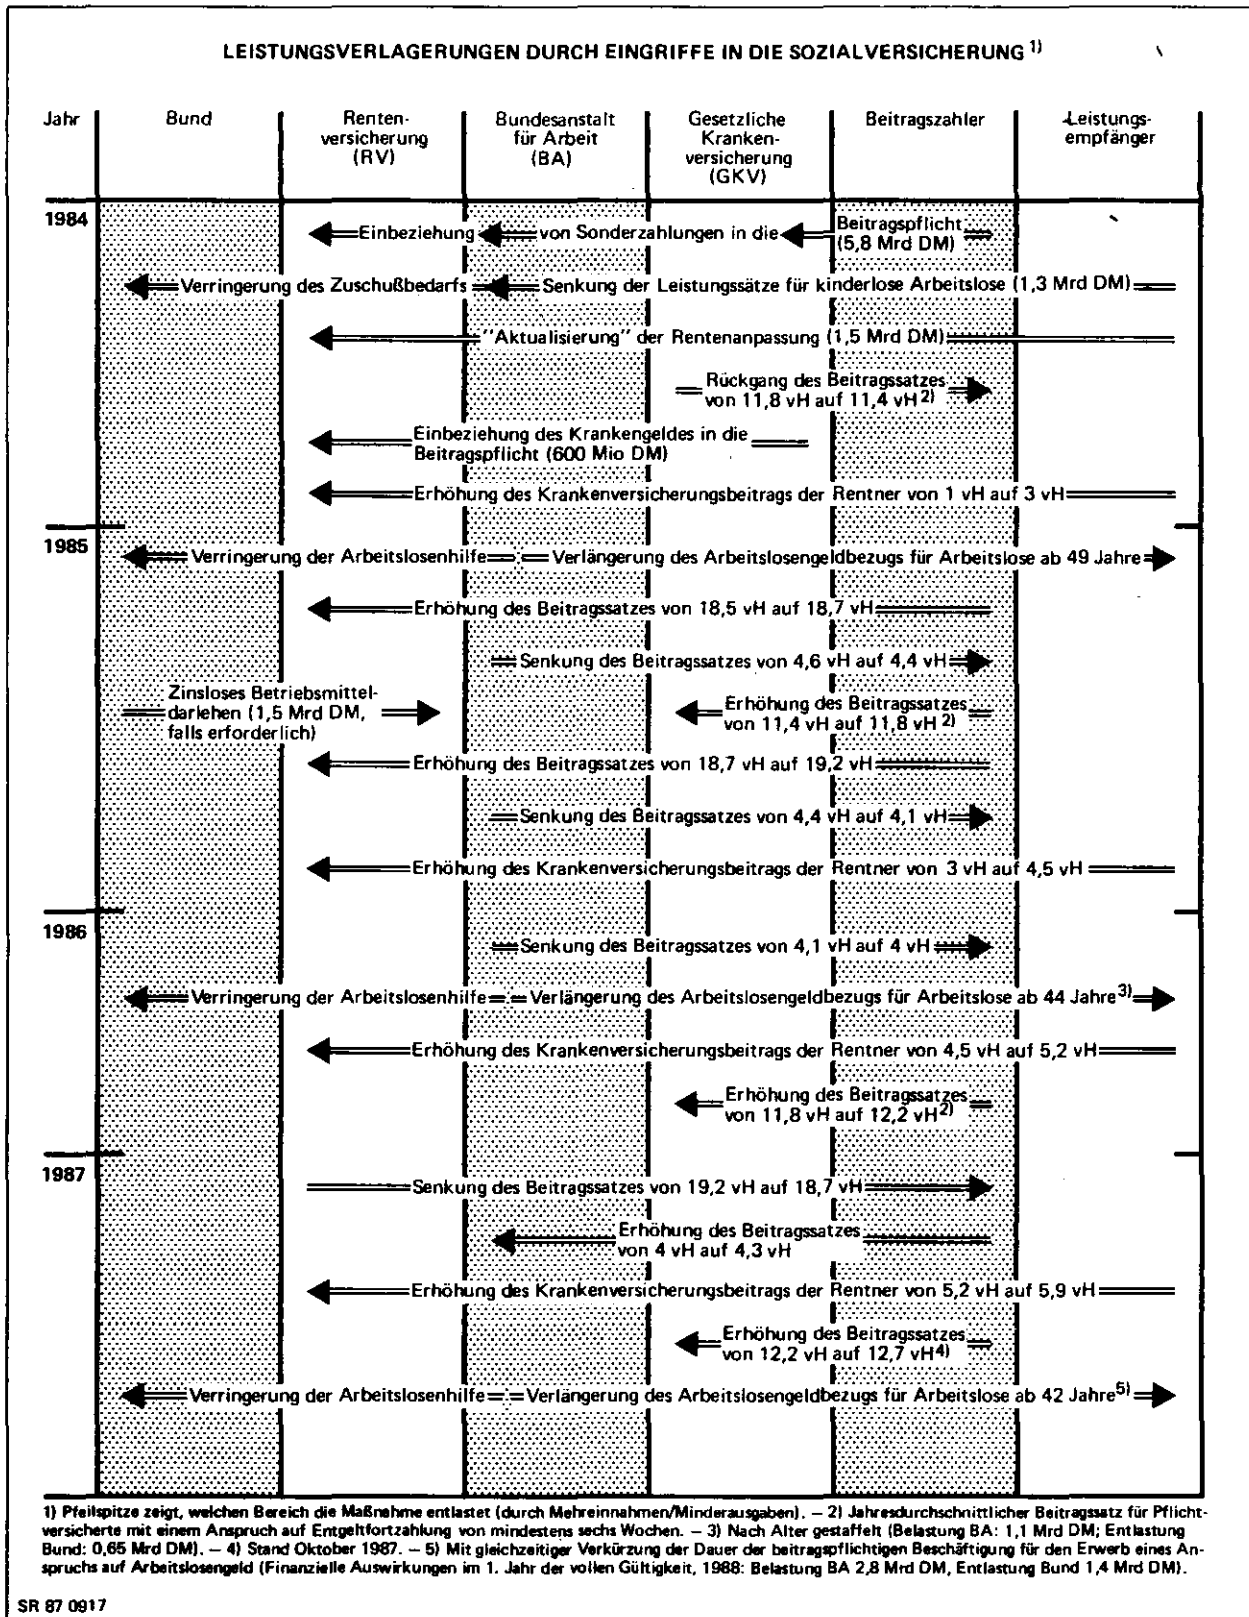 LEISTUNGSVERLAGERUNGEN DURCH EINGRIFFE IN DIE SOZIALVERSICHERUNG 1)
Jahr
Bund
Renten-
versicherung
(RV)
Bundesanstalt
für Arbeit
(BA)
Gesetzliche
Kranken-
versicherung
(GKV)
Beitragszahler
Leistungs-
empfänger
1984
Einbeziehung von Sonderzahlungen in die Beitragspflicht
(5,8 Mrd DM)
Verringerung des Zuschußbedarfs Senkung der Leistungssätze für kinderlose Arbeitslose (1,3 Mrd DM)
"Aktualisierung" der Rentenanpassung (1,5 Mrd DM)
Rückgang des Beitragssatzes
von 11,8 vH auf 11,4 vH 2)
Einbeziehung des Krankengeldes in die
Beitragspflicht (600 Mio DM)
Erhöhung des Krankenversicherungsbeitrags der Rentner von 1 vH auf 3 vH
1985
Verringerung der Arbeitslosenhilfe Verlängerung des Arbeitslosengeldbezugs für Arbeitslose ab 49 Jahre
Erhöhung des Beitragssatzes von 18,5 vH auf 18,7 vH
Senkung des Beitragssatzes von 4,6 vH auf 4,4 vH
Zinsloses Betriebsmittel-
darlehen (1,5 Mrd DM,
falls erforderlich)
Erhöhung des Beitragssatzes
von 11,4 vH auf 11,8 vH 2)
Erhöhung des Beitragssatzes von 18,7 vH auf 19,2 vH
Senkung des Beitragssatzes von 4,4 vH auf 4,1 vH
Erhöhung des Krankenversicherungsbeitrags der Rentner von 3 vH auf 4,5 vH
1986
Senkung des Beitragssatzes von 4,1 vH auf 4 vH
Verringerung der Arbeitslosenhilfe Verlängerung des Arbeitslosengeldbezugs für Arbeitslose ab 44 Jahre 3)
Erhöhung des Krankenversicherungsbeitrags der Rentner von 4,5 vH auf 5,2 vH
Erhöhung des Beitragssatzes
von 11,8 vH auf 12,2 vH 2)
1987
Senkung des Beitragssatzes von 19,2 vH auf 18,7 vH
Erhöhung des Beitragssatzes
von 4 vH auf 4,3 vH
Erhöhung des Krankenversicherungsbeitrags der Rentner von 5,2 vH auf 5,9 vH
Erhöhung des Beitragssatzes
von 12,2 vH auf 12,7 vH 4)
Verringerung der Arbeitslosenhilfe Verlängerung des Arbeitslosengeldbezugs für Arbeitslose ab 42 Jahre 5)
1) Pfeilspitze zeigt, welchen Bereich die Maßnahme entlastet (durch Mehreinnahmen/Minderausgaben). — 2) Jahresdurchschnittlicher Beitragssatz für Pflicht-
versicherte mit einem Anspruch auf Entgeltfortzahlung von mindestens sechs Wochen. — 3) Nach Alter gestaffelt (Belastung BA: 1,1 Mrd DM; Entlastung
Bund: 0,65 Mrd DM). — 4) Stand Oktober 1987. — 5) Mit gleichzeitiger Verkürzung der Dauer der beitragspflichtigen Beschäftigung für den Erwerb eines An-
spruchs auf Arbeitslosengeld (Finanzielle Auswirkungen im 1. Jahr der vollen Gültigkeit, 1988: Belastung BA 2,8 Mrd DM, Entlastung Bund 1,4 Mrd DM).
SR 87 0917